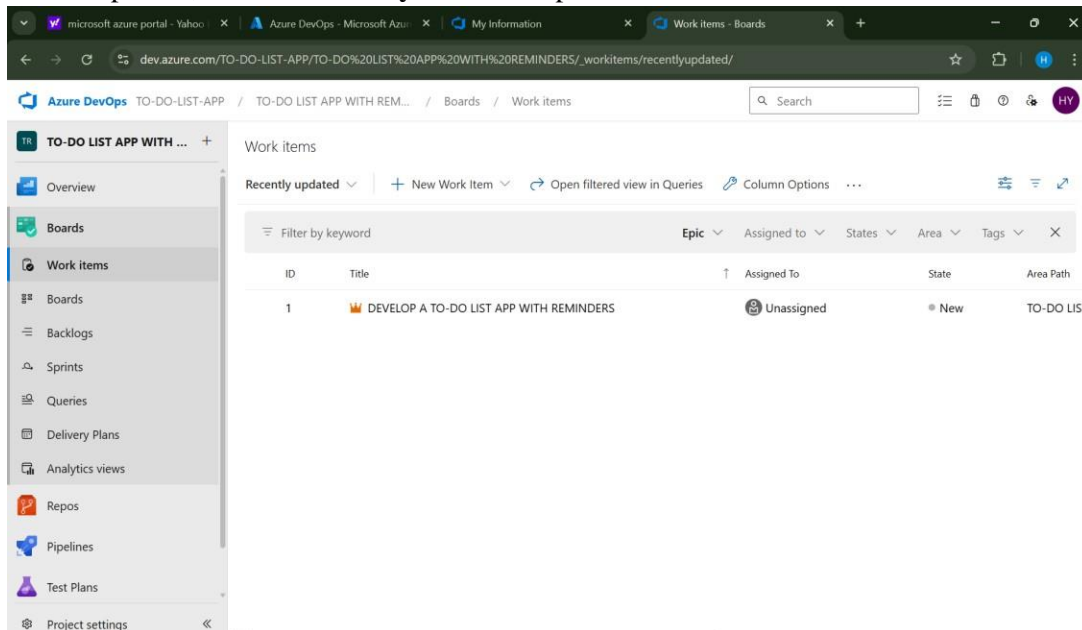 microsoft azure portal - Yahoo
Azure DevOps - Microsoft Azur
My Information
Work items - Boards
dev.azure.com/TO-DO-LIST-APP/TO-DO%20LIST%20APP%20WITH%20REMINDERS/_workitems/recentlyupdated/
H
Azure DevOps TO-DO-LIST-APP / TO-DO LIST APP WITH REM... / Boards / Work items
Search
HY
TR TO-DO LIST APP WITH ... +
Work items
Overview
Recently updated + New Work Item Open filtered view in Queries Column Options ...
Boards
Filter by keyword Epic Assigned to States Area Tags
Work items
ID Title Assigned To State Area Path
Boards
1 DEVELOP A TO-DO LIST APP WITH REMINDERS Unassigned New TO-DO LIS
Backlogs
Sprints
Queries
Delivery Plans
Analytics views
Repos
Pipelines
Test Plans
Project settings